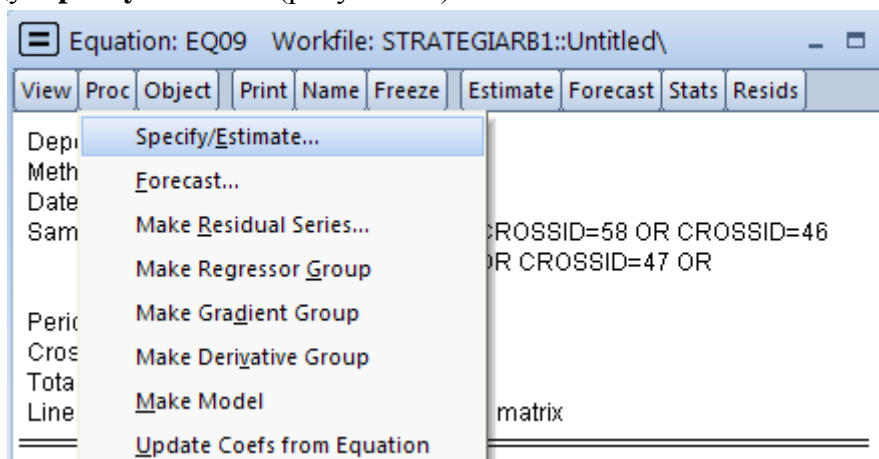 Equation: EQ09 Workfile: STRATEGIARB1::Untitled\
View Proc Object Print Name Freeze Estimate Forecast Stats Resids
Specify/Estimate...
Forecast...
Make Residual Series...
CROSSID=58 OR CROSSID=46
Make Regressor Group
OR CROSSID=47 OR
Make Gradient Group
Make Derivative Group
Make Model
Line
matrix
Update Coefs from Equation